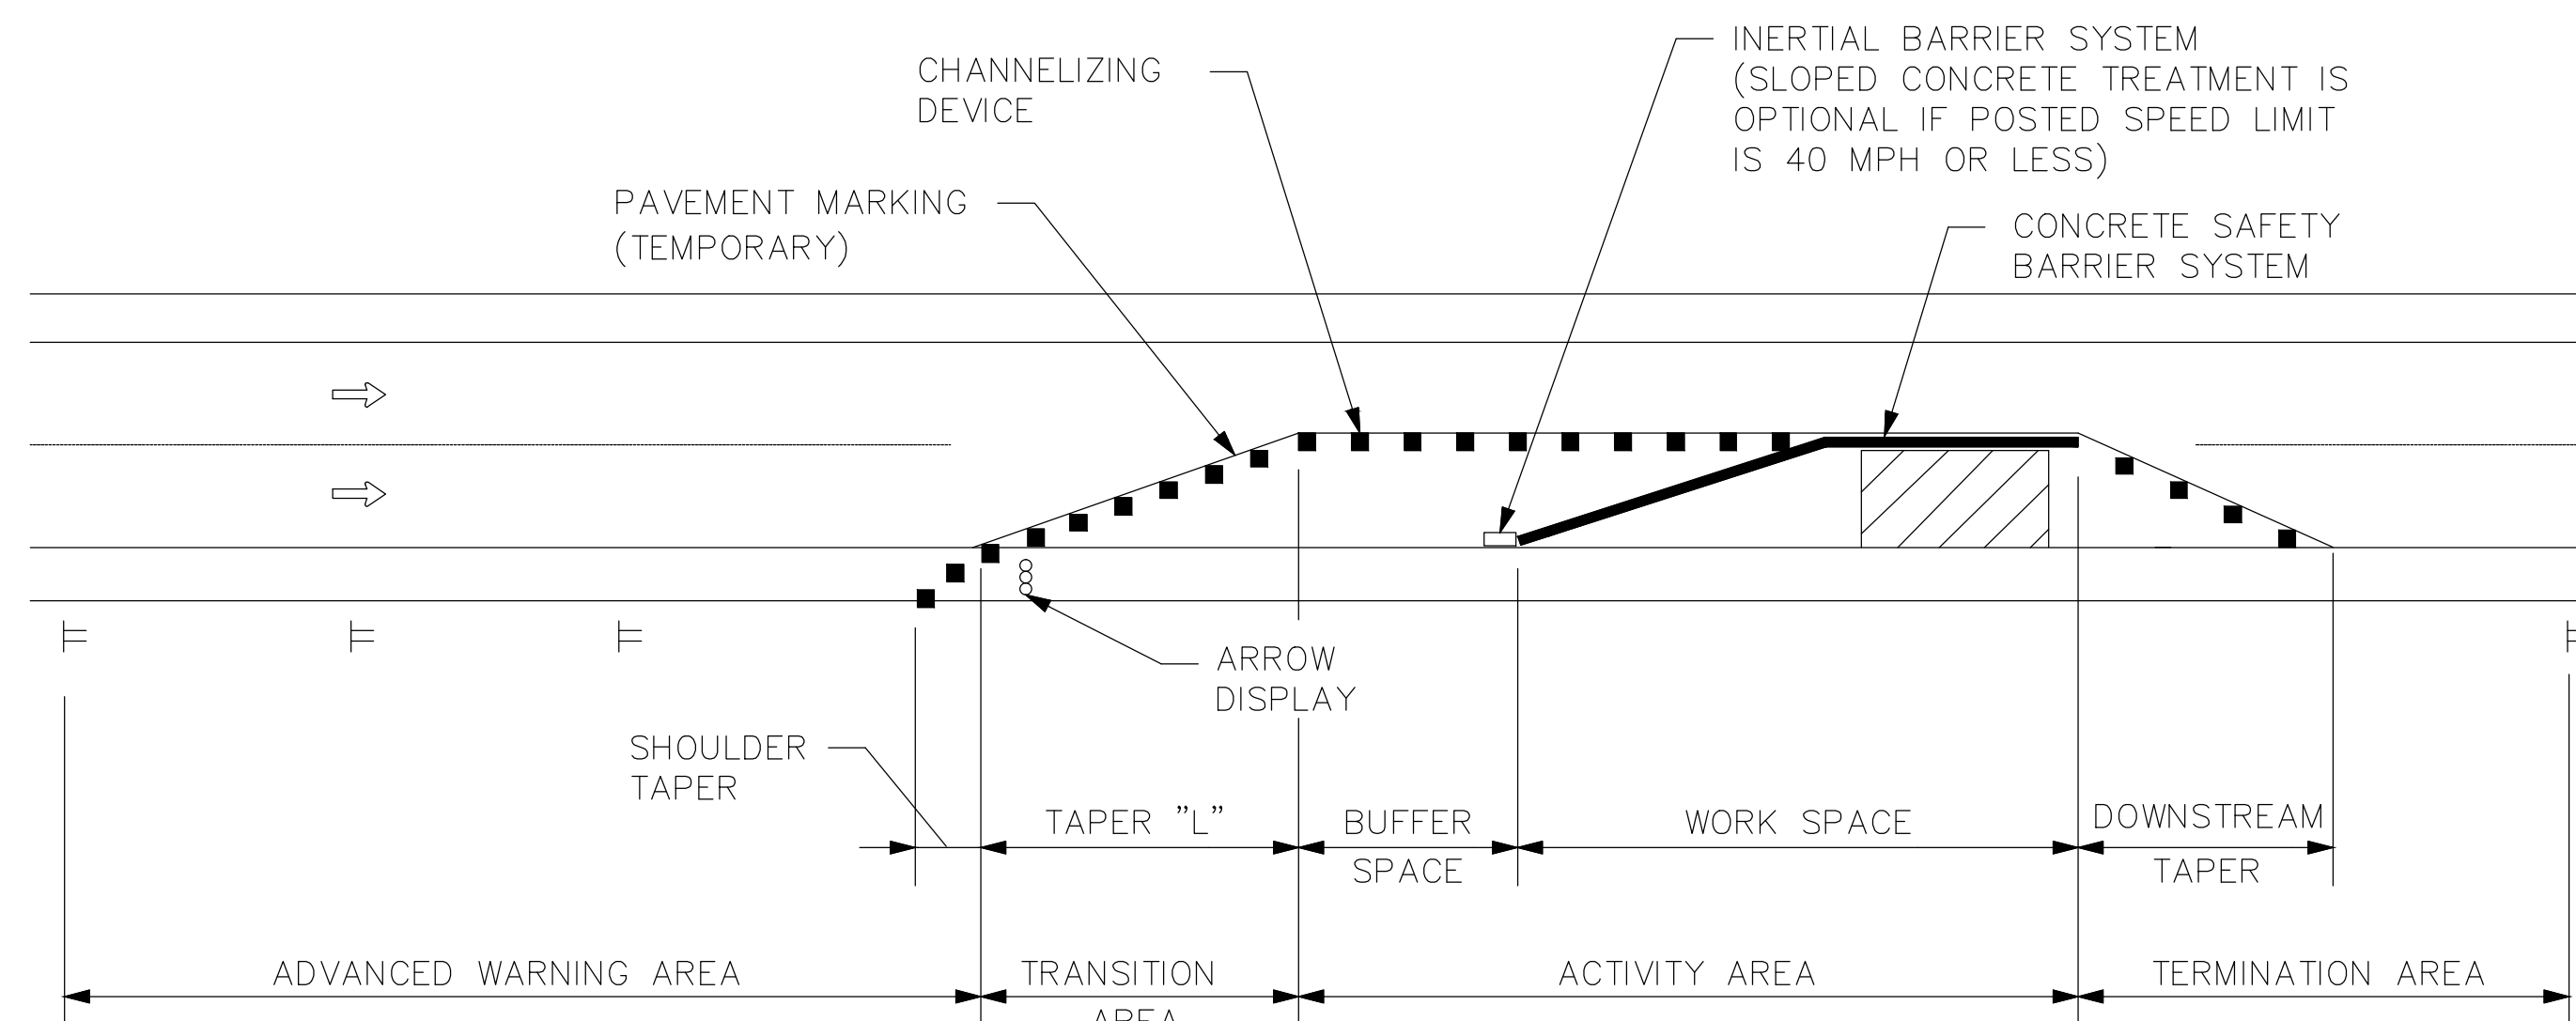 INERTIAL BARRIER SYSTEM
(SLOPED CONCRETE TREATMENT IS
OPTIONAL IF POSTED SPEED LIMIT
IS 40 MPH OR LESS)
CHANNELIZING
DEVICE
PAVEMENT MARKING
(TEMPORARY)
CONCRETE SAFETY
BARRIER SYSTEM
ARROW
DISPLAY
SHOULDER
TAPER
TAPER "L"
BUFFER
SPACE
WORK SPACE
DOWNSTREAM
TAPER
ADVANCED WARNING AREA
TRANSITION
AREA
ACTIVITY AREA
TERMINATION AREA